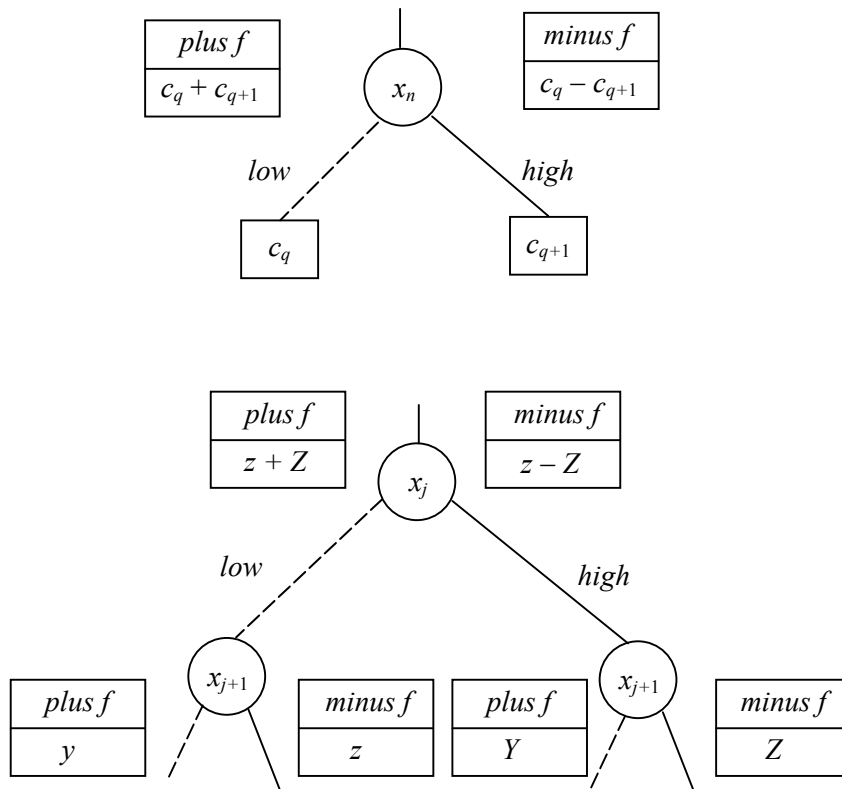 plus f
minus f
c_q + c_{q+1}
x_n
c_q – c_{q+1}
low
high
c_q
c_{q+1}
plus f
minus f
z + Z
x_j
z – Z
low
high
x_{j+1}
x_{j+1}
plus f
minus f
plus f
minus f
y
z
Y
Z